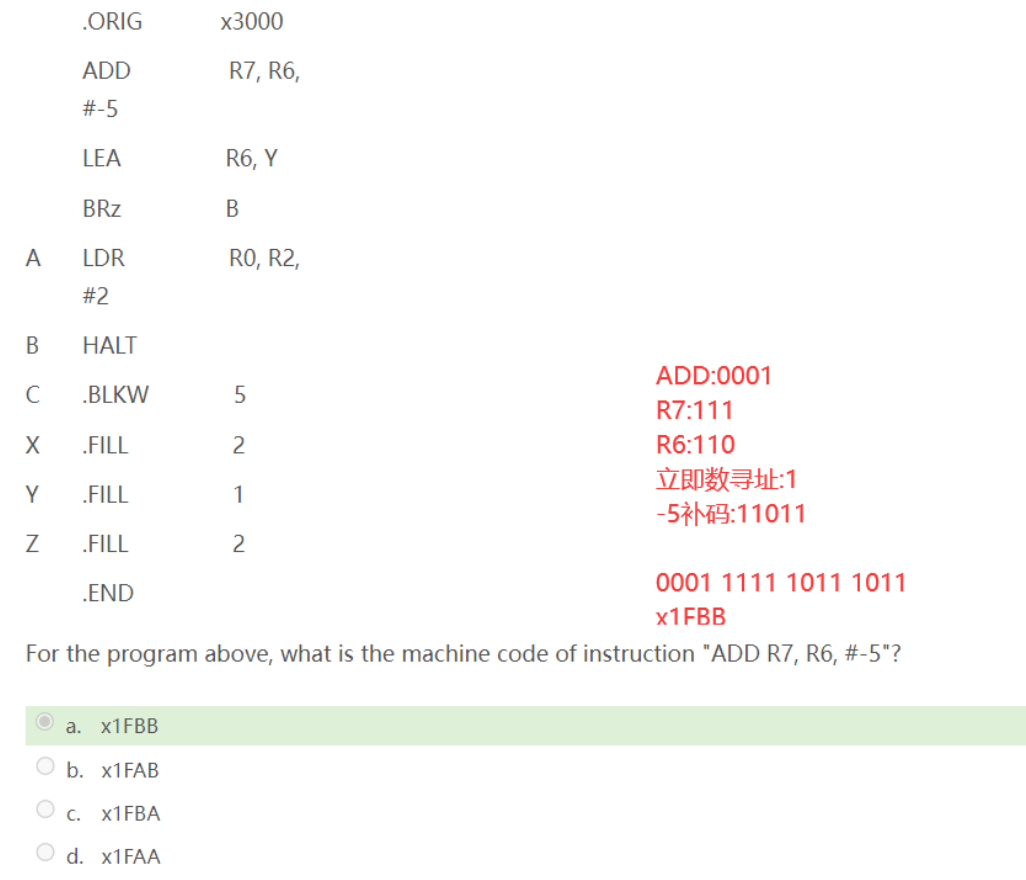 .ORIG x3000
ADD R7, R6,
#-5
LEA R6, Y
BRz B
A LDR R0, R2,
#2
B HALT
C .BLKW 5
X .FILL 2
Y .FILL 1
Z .FILL 2
.END
ADD:0001
R7:111
R6:110
立即数寻址:1
-5补码:11011
0001 1111 1011 1011
x1FBB
For the program above, what is the machine code of instruction "ADD R7, R6, #-5"?
a. x1FBB
b. x1FAB
c. x1FBA
d. x1FAA